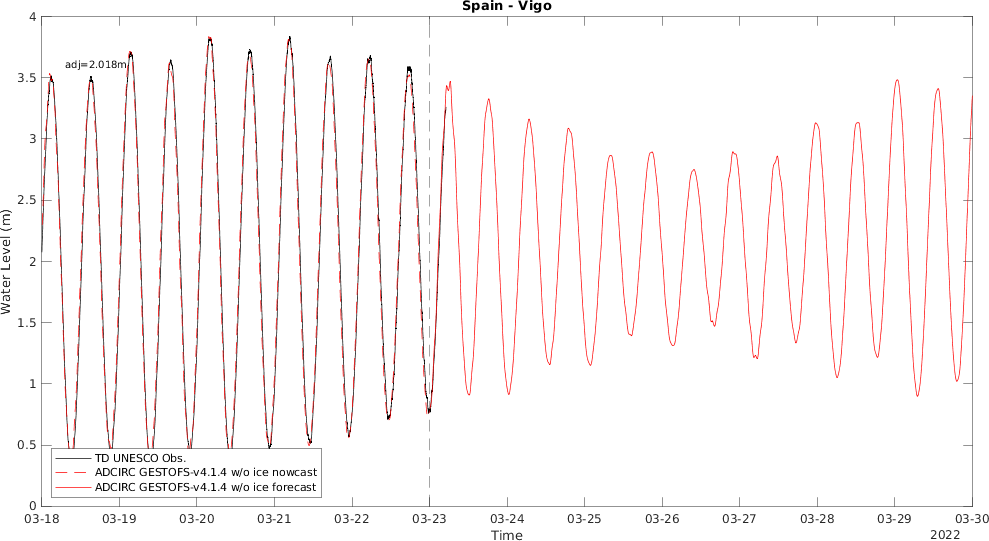 Spain - Vigo
4
adj=2.018m
3.5
3
2.5
2
1.5
1
0.5
0
Water Level (m)
TD UNESCO Obs.
ADCIRC GESTOFS-v4.1.4 w/o ice nowcast
ADCIRC GESTOFS-v4.1.4 w/o ice forecast
03-18 03-19 03-20 03-21 03-22 03-23 03-24 03-25 03-26 03-27 03-28 03-29 03-30
Time
2022